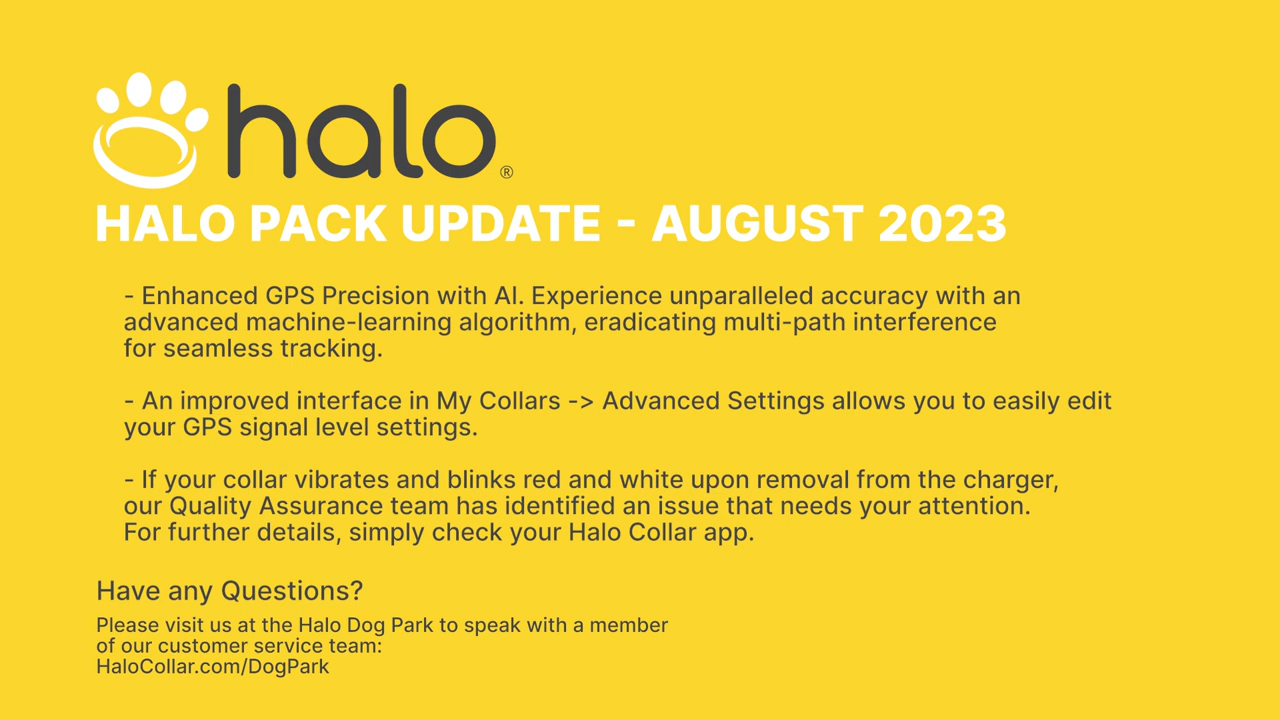 halo®
HALO PACK UPDATE - AUGUST 2023
- Enhanced GPS Precision with AI. Experience unparalleled accuracy with an
advanced machine-learning algorithm, eradicating multi-path interference
for seamless tracking.
- An improved interface in My Collars -> Advanced Settings allows you to easily edit
your GPS signal level settings.
- If your collar vibrates and blinks red and white upon removal from the charger,
our Quality Assurance team has identified an issue that needs your attention.
For further details, simply check your Halo Collar app.
Have any Questions?
Please visit us at the Halo Dog Park to speak with a member
of our customer service team:
HaloCollar.com/DogPark